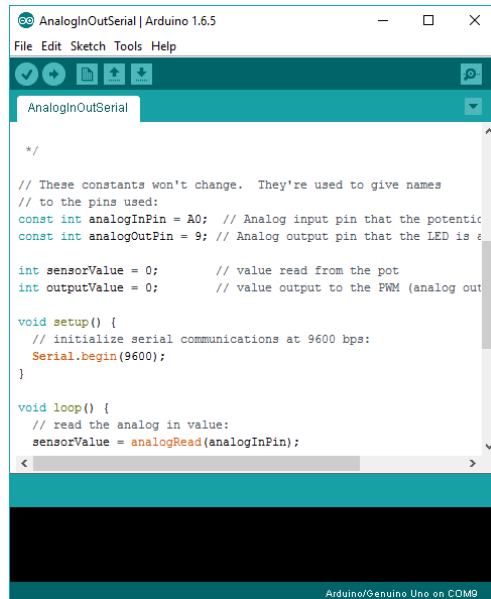 AnalogInOutSerial | Arduino 1.6.5
File Edit Sketch Tools Help
AnalogInOutSerial
*/
// These constants won't change.  They're used to give names
// to the pins used:
const int analogInPin = A0;  // Analog input pin that the potentio
const int analogOutPin = 9; // Analog output pin that the LED is a

int sensorValue = 0;        // value read from the pot
int outputValue = 0;        // value output to the PWM (analog out

void setup() {
  // initialize serial communications at 9600 bps:
  Serial.begin(9600);
}

void loop() {
  // read the analog in value:
  sensorValue = analogRead(analogInPin);
Arduino/Genuino Uno on COM9